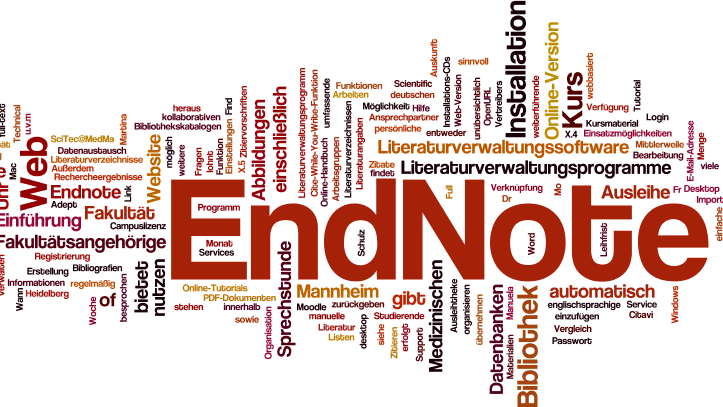 full-text
Technical
u.v.m
Web
Mac
SciTec@MedMa
Datenaustausch
Literaturverzeichnisse
Außerdem
Rechercheergebnisse
Endnote
Adept
Link
Einführung
Fakultät
Campuslizenz
Fakultätsangehörige
Registrierung
Erstellung
Bibliografien
Informationen
regelmäßig
Wann
Heidelberg
Woche
of
besprochen
bietet
nutzen
Martina
Website
heraus
kollaborativen
Bibliothekskatalogen
möglich
weitere
Fragen
lohnt
Funktion
Einstellungen
Find
X.5
Zitiervorschriften
Abbildungen
einschließlich
Literaturverwaltungsprogramm
Cite-While-You-Write-Funktion
umfassende
Online-Handbuch
Arbeitsgruppen
Literaturverzeichnissen
Literaturangaben
Funktionen
Arbeiten
Möglichkeit
Scientific
deutschen
Hilfe
Ansprechpartner
persönliche
entweder
Auskunft
Installations-CDs
Web-Version
sinnvoll
unübersichtlich
OpenURL
Vertreibers
Installation
weiterführende
Online-Version
Kurs
X.4
webasiert
Verfügung
Tutorial
Kursmaterial
Login
Einsatzmöglichkeiten
Literaturverwaltungssoftware
Mittlerweile
Bearbeitung
E-Mail-Adresse
Menge
viele
Zitate
findet
Literaturverwaltungsprogramme
EndNote
Programm
Monat
Services
Schulz
Full
Verknüpfung
Dr
Word
Mo
Leihfrist
Ausleihe
Fr
Desktop
Import
einfache
Online-Tutorials
PDF-Dokumenten
stehen
innerhalb
sowie
Organisation
Sprechstunde
Mannheim
Moodle
zurückgeben
manuelle
Literatur
Listen
desktop
siehe
gibt
Studierende
Zitieren
erfolgt
Support
Medizinischen
Ausleihtheke
organisieren
übernehmen
Datenbanken
Manuela
Materialien
Bibliothek
automatisch
englischsprachige
Service
einzufügen
Citavi
Vergleich
Passwort
Windows